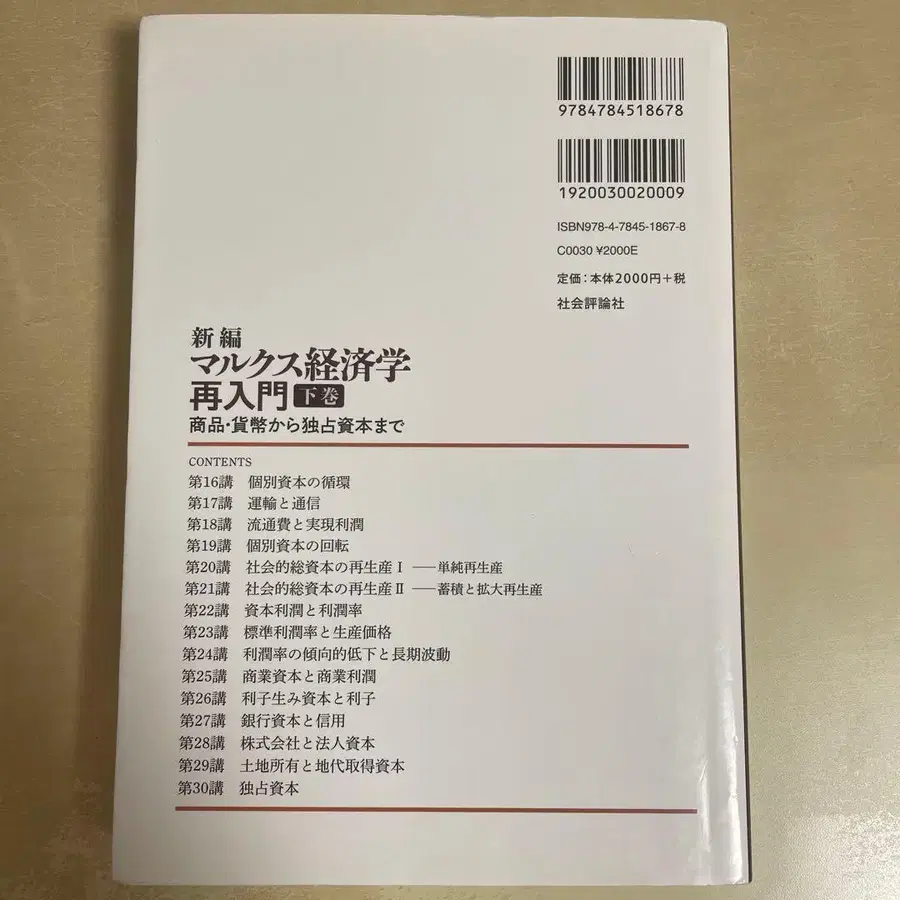 9784784518678
1920030020009
ISBN978-4-7845-1867-8
C0030 ¥2000E
定価：本体2000円＋税
社会評論社
新編
マルクス経済学
再入門 下巻
商品・貨幣から独占資本まで
CONTENTS
第16講 個別資本の循環
第17講 運輸と通信
第18講 流通費と実現利潤
第19講 個別資本の回転
第20講 社会的総資本の再生産Ⅰ ──単純再生産
第21講 社会的総資本の再生産Ⅱ ──蓄積と拡大再生産
第22講 資本利潤と利潤率
第23講 標準利潤率と生産価格
第24講 利潤率の傾向的低下と長期波動
第25講 商業資本と商業利潤
第26講 利子生み資本と利子
第27講 銀行資本と信用
第28講 株式会社と法人資本
第29講 土地所有と地代取得資本
第30講 独占資本